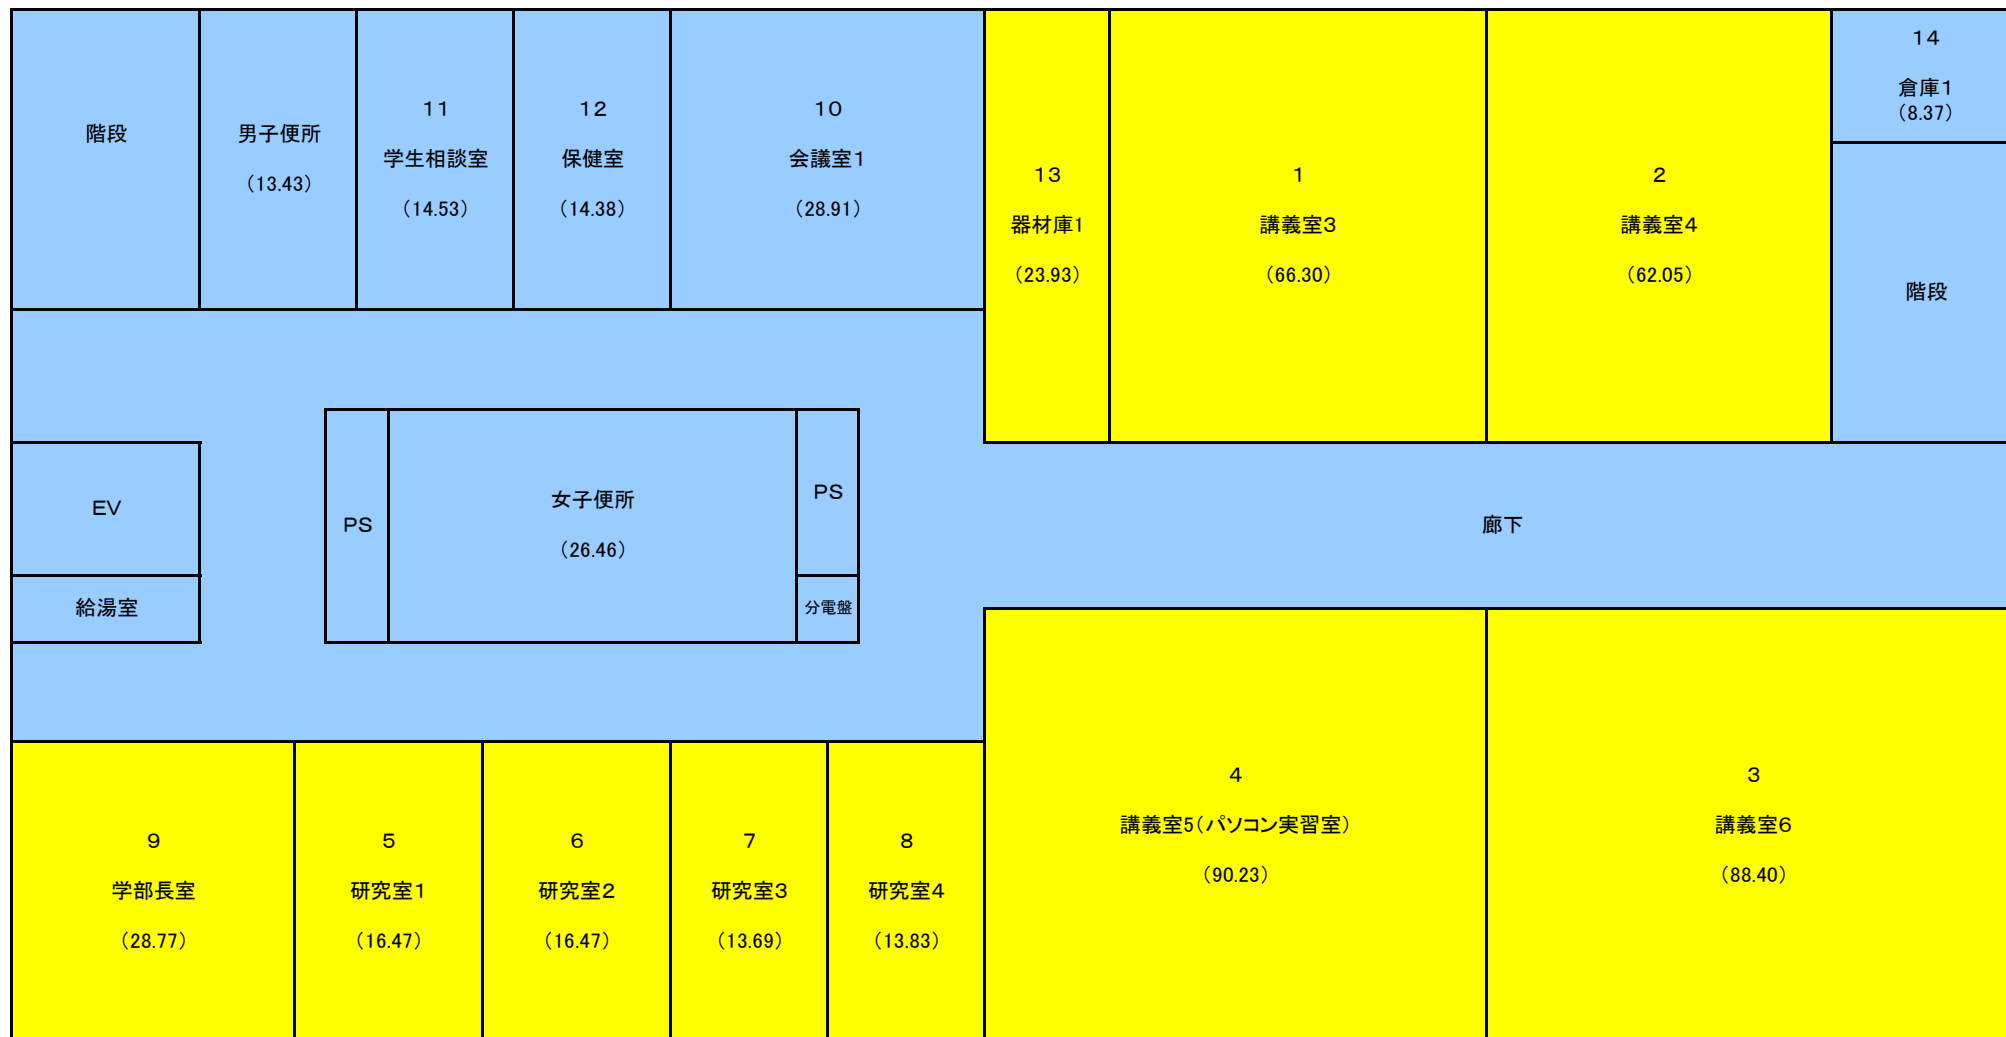 階段
男子便所
（13.43）
１１
学生相談室
（14.53）
１２
保健室
（14.38）
１０
会議室１
（28.91）
１３
器材庫1
（23.93）
１
講義室３
（66.30）
２
講義室４
（62.05）
１４
倉庫１
（8.37）
階段
ＥＶ
給湯室
ＰＳ
女子便所
（26.46）
ＰＳ
分電盤
廊下
９
学部長室
（28.77）
５
研究室１
（16.47）
６
研究室２
（16.47）
７
研究室３
（13.69）
８
研究室４
（13.83）
４
講義室5（パソコン実習室）
（90.23）
３
講義室６
（88.40）